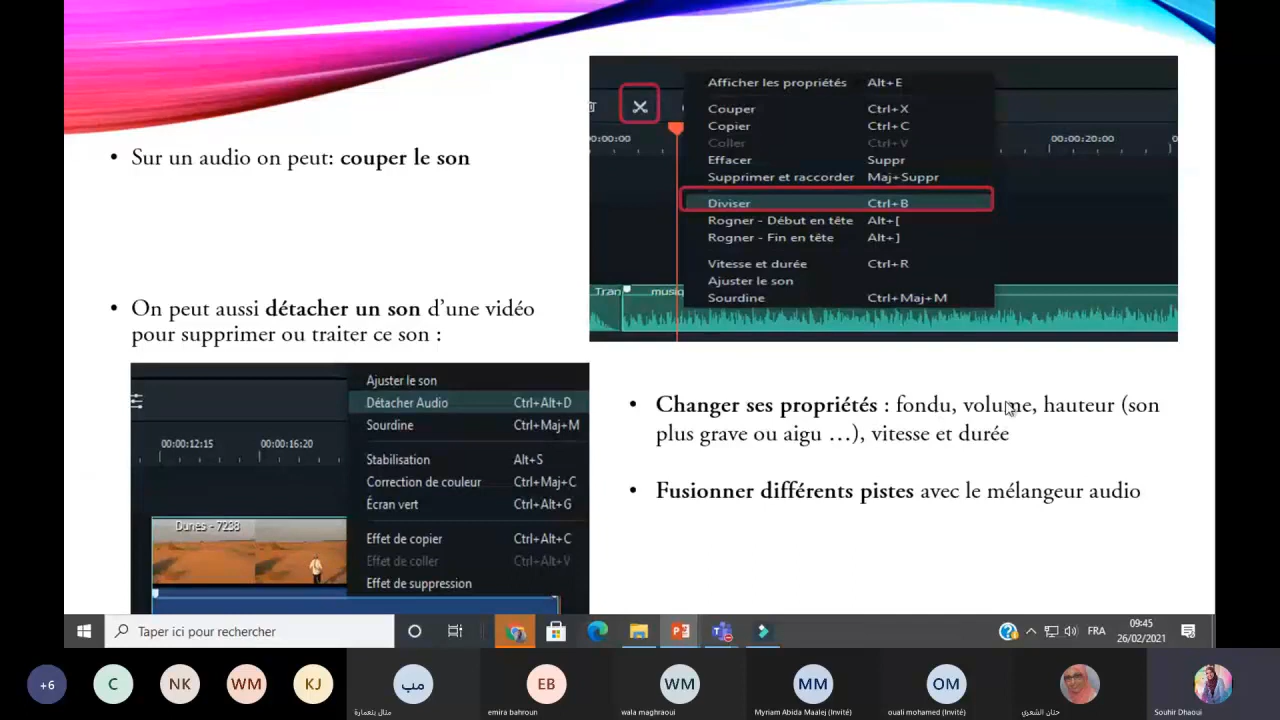 • Sur un audio on peut: couper le son
Afficher les propriétés Alt+E
Couper Ctrl+X
Copier Ctrl+C
Coller Ctrl+V
Effacer Suppr
Supprimer et raccorder Maj+Suppr
Diviser Ctrl+B
Rogner - Début en tête Alt+[
Rogner - Fin en tête Alt+]
Vitesse et durée Ctrl+R
Ajuster le son
Sourdine Ctrl+Maj+M
00:00:20:00
• On peut aussi détacher un son d'une vidéo
pour supprimer ou traiter ce son :
Ajuster le son
Détacher Audio Ctrl+Alt+D
Sourdine Ctrl+Maj+M
Stabilisation Alt+S
Correction de couleur Ctrl+Maj+C
Écran vert Alt+G
Effet de copier Ctrl+Alt+C
Effet de coller Ctrl+Alt+V
Effet de suppression
00:00:12:15 00:00:16:20
Dunes - 7238
• Changer ses propriétés : fondu, volume, hauteur (son
plus grave ou aigu …), vitesse et durée
• Fusionner différents pistes avec le mélangeur audio
Taper ici pour rechercher
FRA
09:45
26/02/2021
+6 C NK WM KJ مب EB WM MM OM
منال بنعمارة emira bahroun wala maghraoui Myriam Abida Maalej (Invité) ouali mohamed (Invité) حنان الشعري Souhir Dhaoui